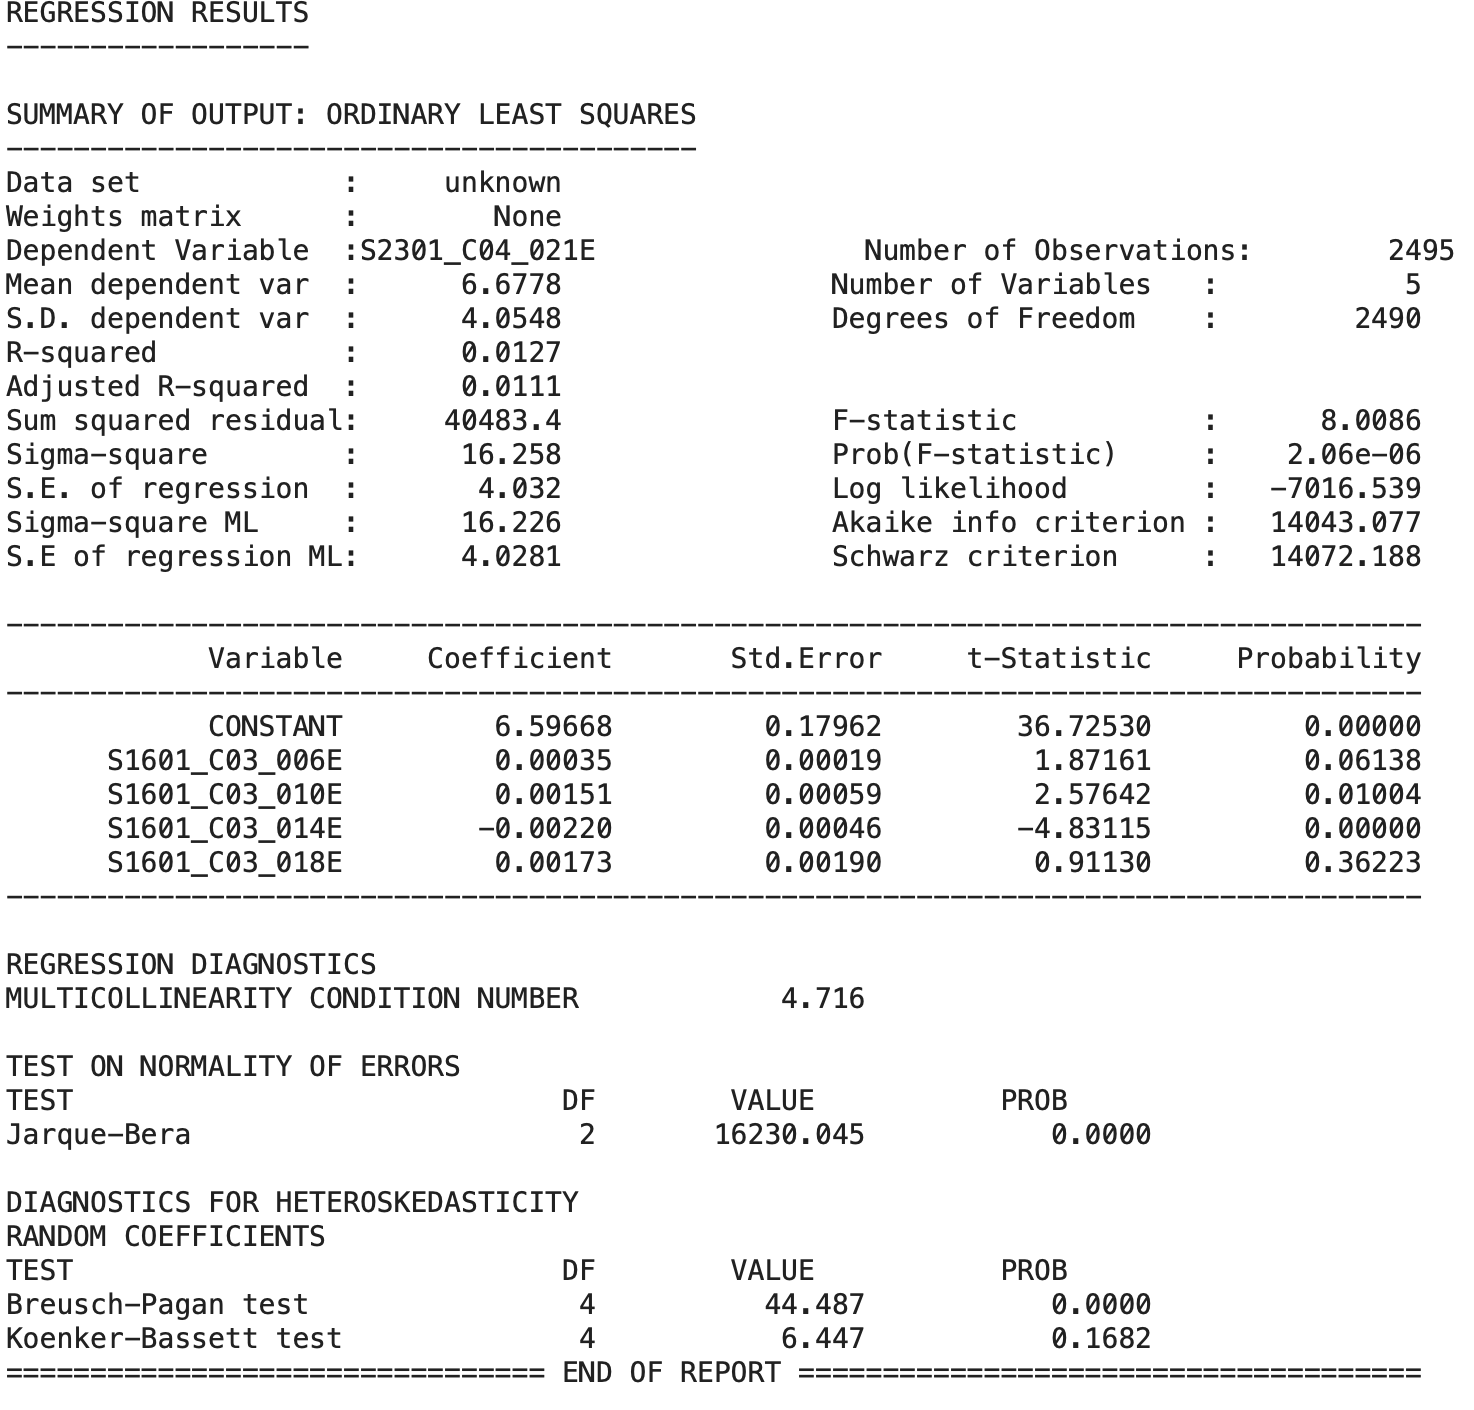 REGRESSION RESULTS
------------------
SUMMARY OF OUTPUT: ORDINARY LEAST SQUARES
-----------------------------------------
Data set            :     unknown
Weights matrix      :        None
Dependent Variable  :S2301_C04_021E                Number of Observations:        2495
Mean dependent var  :      6.6778                Number of Variables   :           5
S.D. dependent var  :      4.0548                Degrees of Freedom    :        2490
R-squared           :      0.0127
Adjusted R-squared  :      0.0111
Sum squared residual:     40483.4                F-statistic           :      8.0086
Sigma-square        :      16.258                Prob(F-statistic)     :    2.06e-06
S.E. of regression  :       4.032                Log likelihood        :   -7016.539
Sigma-square ML     :      16.226                Akaike info criterion :   14043.077
S.E of regression ML:      4.0281                Schwarz criterion     :   14072.188
------------------------------------------------------------------------------------
            Variable     Coefficient       Std.Error     t-Statistic     Probability
------------------------------------------------------------------------------------
            CONSTANT         6.59668         0.17962        36.72530         0.00000
      S1601_C03_006E         0.00035         0.00019         1.87161         0.06138
      S1601_C03_010E         0.00151         0.00059         2.57642         0.01004
      S1601_C03_014E        -0.00220         0.00046        -4.83115         0.00000
      S1601_C03_018E         0.00173         0.00190         0.91130         0.36223
------------------------------------------------------------------------------------
REGRESSION DIAGNOSTICS
MULTICOLLINEARITY CONDITION NUMBER            4.716
TEST ON NORMALITY OF ERRORS
TEST                             DF        VALUE           PROB
Jarque-Bera                       2       16230.045           0.0000
DIAGNOSTICS FOR HETEROSKEDASTICITY
RANDOM COEFFICIENTS
TEST                             DF        VALUE           PROB
Breusch-Pagan test                4          44.487           0.0000
Koenker-Bassett test              4           6.447           0.1682
================================ END OF REPORT =====================================